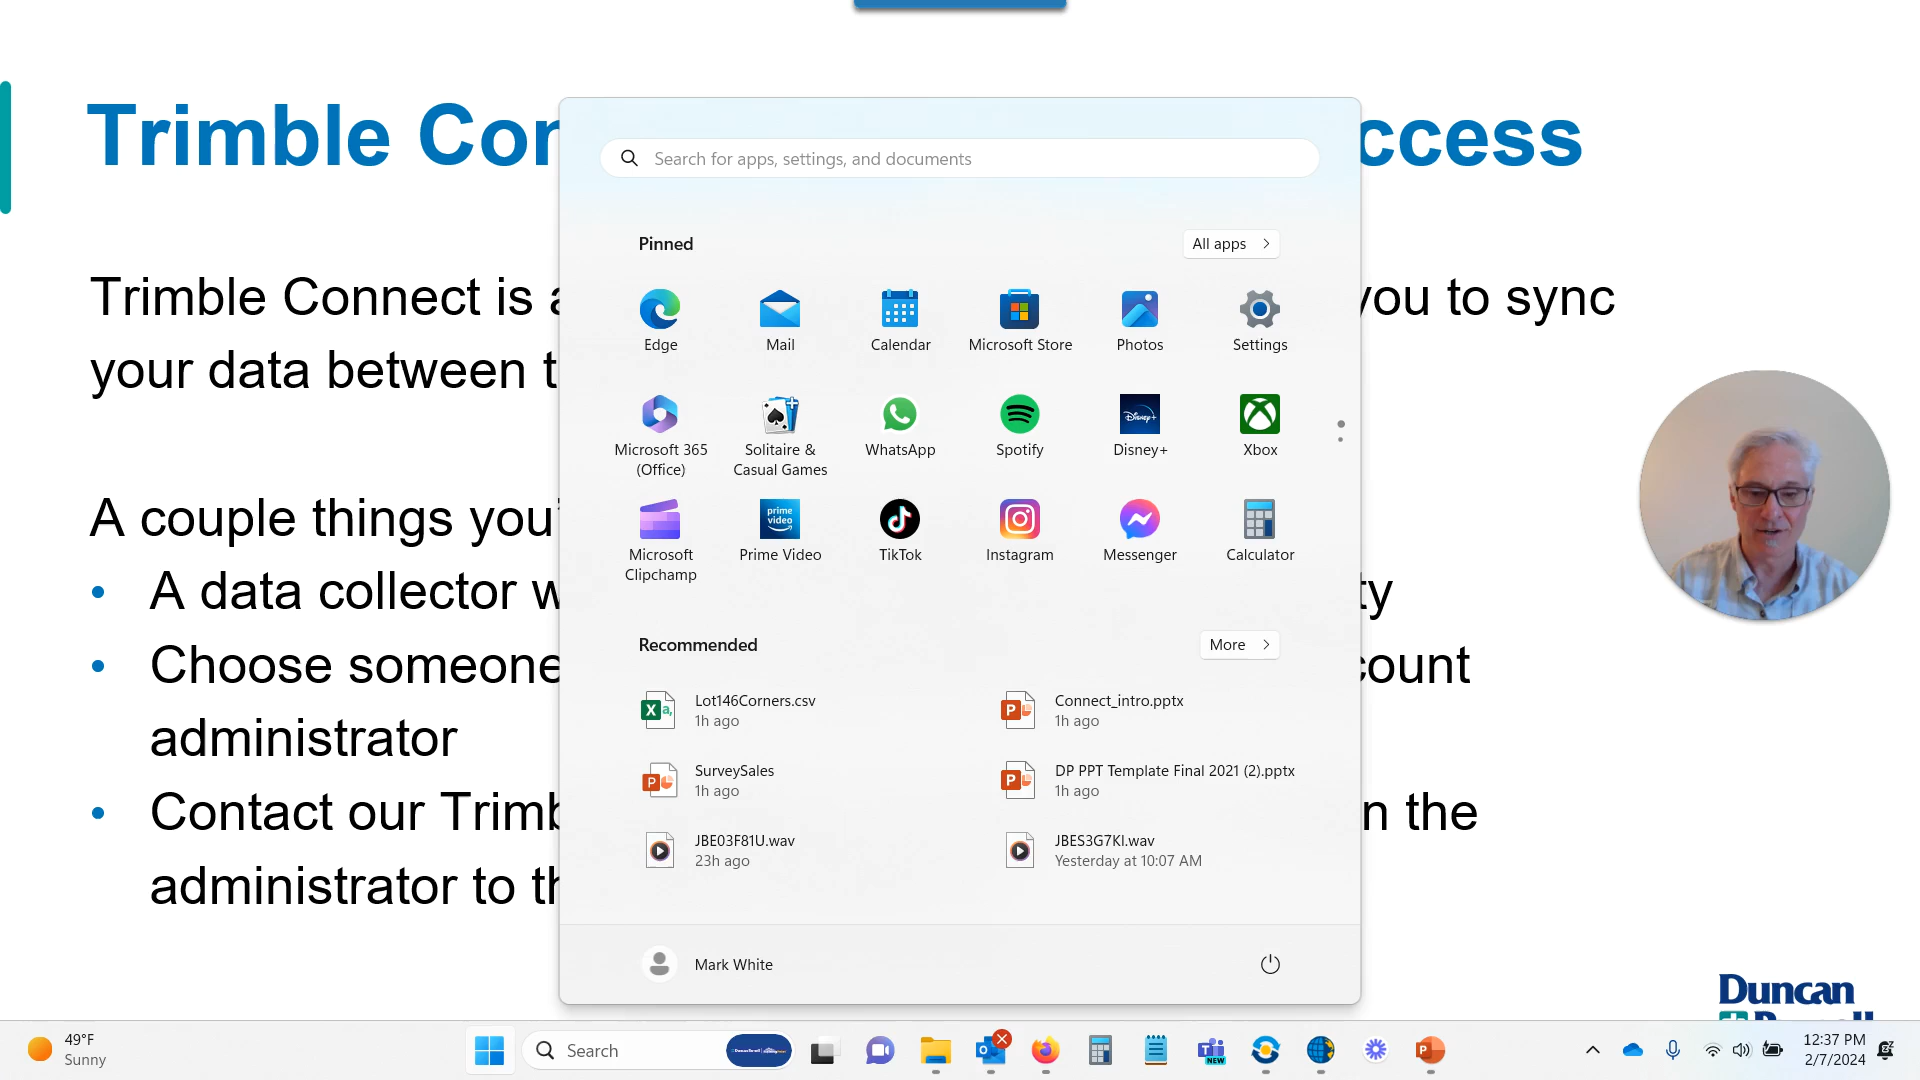 Trimble Con
ccess
Trimble Connect is a
you to sync
your data between t
A couple things you'
A data collector w
ty
Choose someone
count
administrator
Contact our Trimb
n the
administrator to th
Search for apps, settings, and documents
Pinned
All apps
Edge
Mail
Calendar
Microsoft Store
Photos
Settings
Microsoft 365
(Office)
Solitaire &
Casual Games
WhatsApp
Spotify
Disney+
Disney+
Xbox
Microsoft
Clipchamp
prime
video
Prime Video
TikTok
Instagram
Messenger
Calculator
Recommended
More
Lot146Corners.csv
1h ago
Connect_intro.pptx
1h ago
SurveySales
1h ago
DP PPT Template Final 2021 (2).pptx
1h ago
JBE03F81U.wav
23h ago
JBES3G7KI.wav
Yesterday at 10:07 AM
Mark White
Duncan
49°F
Sunny
Search
NEW
12:37 PM
2/7/2024